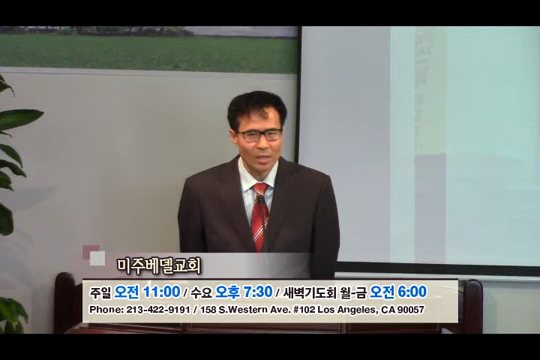 미주베델교회
주일 오전 11:00 / 수요 오후 7:30 / 새벽기도회 월-금 오전 6:00
Phone: 213-422-9191 / 158 S.Western Ave. #102 Los Angeles, CA 90057